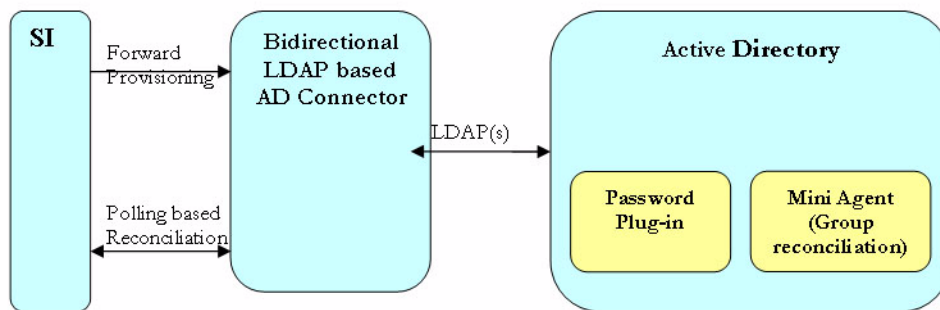 SI
Forward
Provisioning
Polling based
Reconciliation
Bidirectional
LDAP based
AD Connector
LDAP(s)
Active Directory
Password
Plug-in
Mini Agent
(Group
reconciliation)